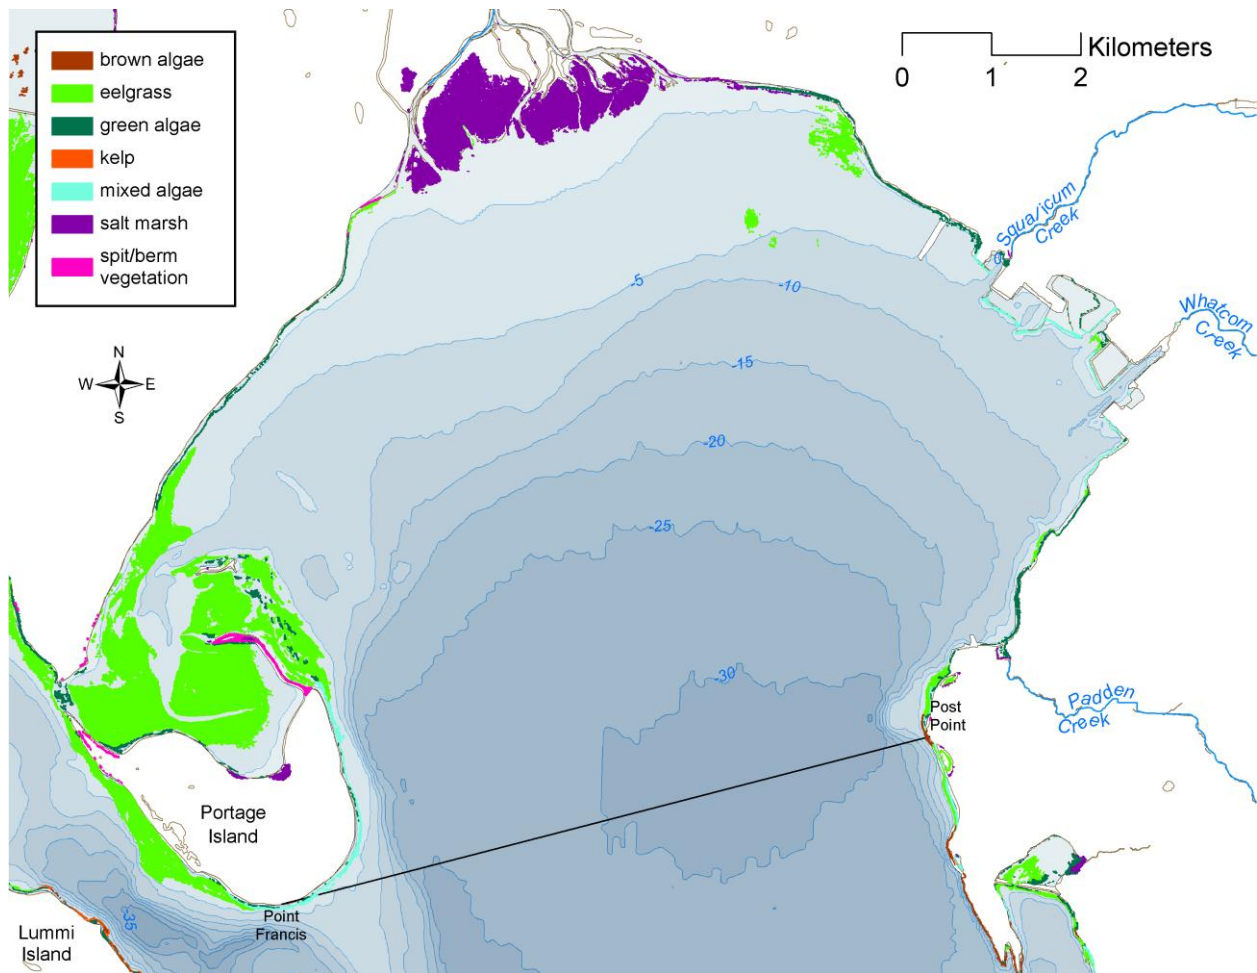 brown algae
eelgrass
green algae
kelp
mixed algae
salt marsh
spit/berm
vegetation
Kilometers
0 1 2
N
W E
S
Squalicum
Creek
Whatcom
Creek
-5
-10
-15
-20
-25
-30
Post
Point
Padden
Creek
Portage
Island
Point
Francis
-35
Lummi
Island